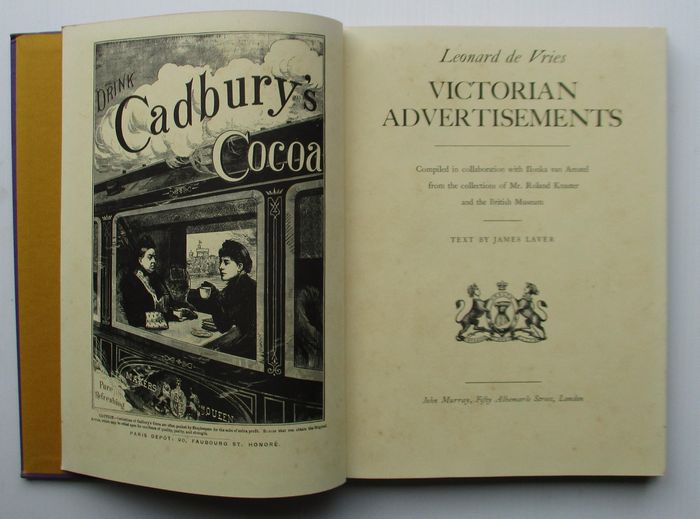 DRINK
Cadbury's
Cocoa
Pure &
Refreshing
MAKERS
QUEEN
PARIS DEPÔT: 90, FAUBOURG ST. HONORÉ.
Leonard de Vries
VICTORIAN
ADVERTISEMENTS
Compiled in collaboration with Ilonka van Amstel
from the collections of Mr. Roland Knaster
and the British Museum
TEXT BY JAMES LAVER
John Murray, Fifty Albemarle Street, London